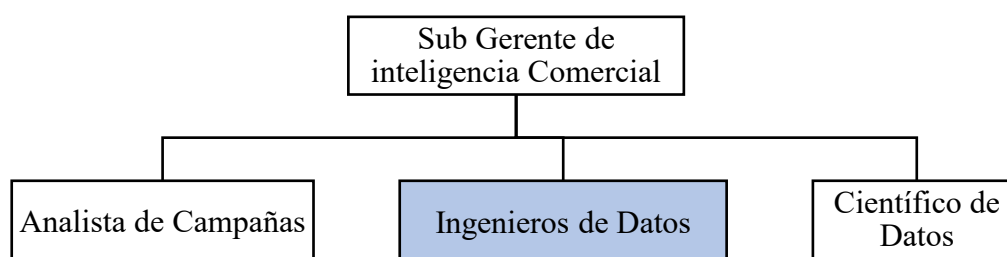 Sub Gerente de
inteligencia Comercial
Analista de Campañas
Ingenieros de Datos
Científico de
Datos